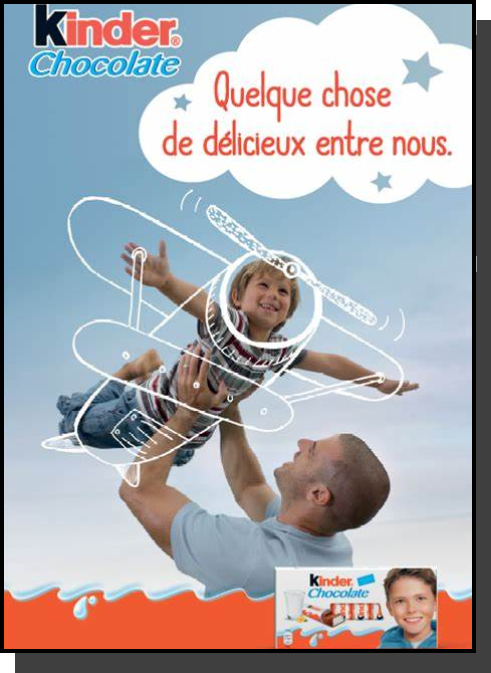 Kinder
Chocolate
Quelque chose
de délicieux entre nous.
Kinder
Chocolate